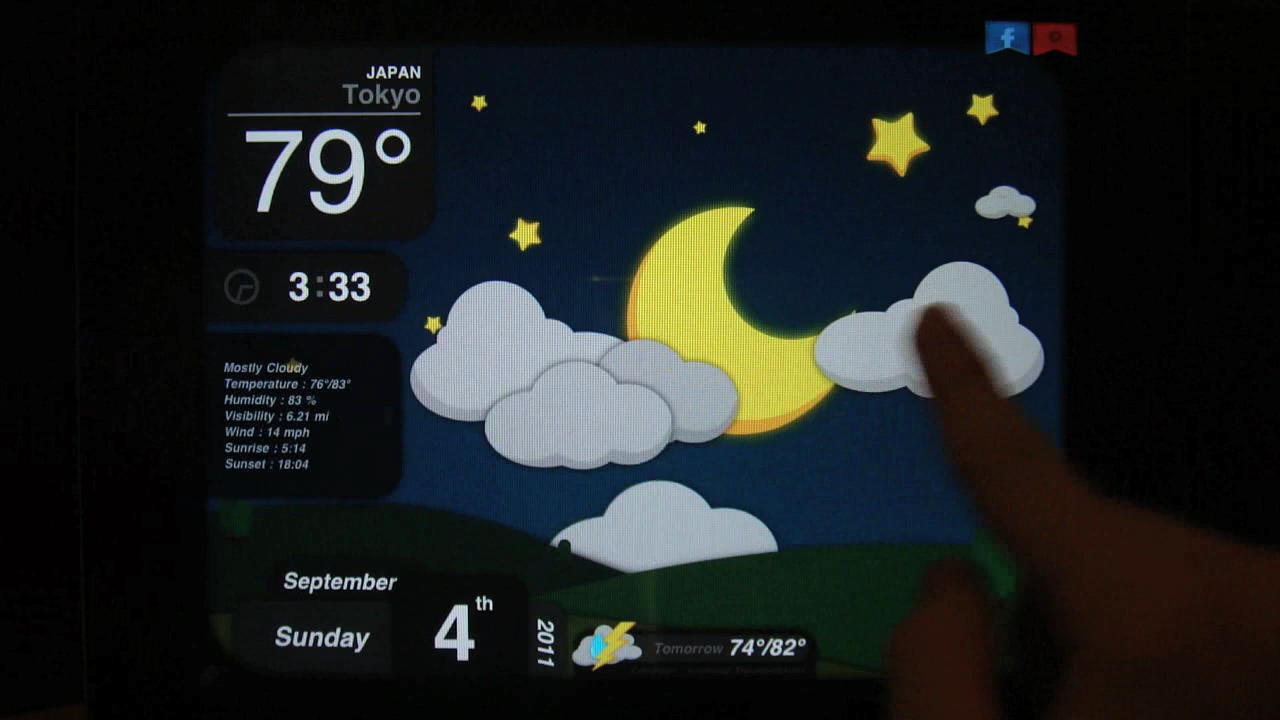 f
JAPAN
Tokyo
79°
3:33
Mostly Cloudy
Temperature : 76°/83°
Humidity : 83 %
Visibility : 6.21 mi
Wind : 14 mph
Sunrise : 5:14
Sunset : 18:04
September
Sunday
4th
2011
Tomorrow 74°/82°